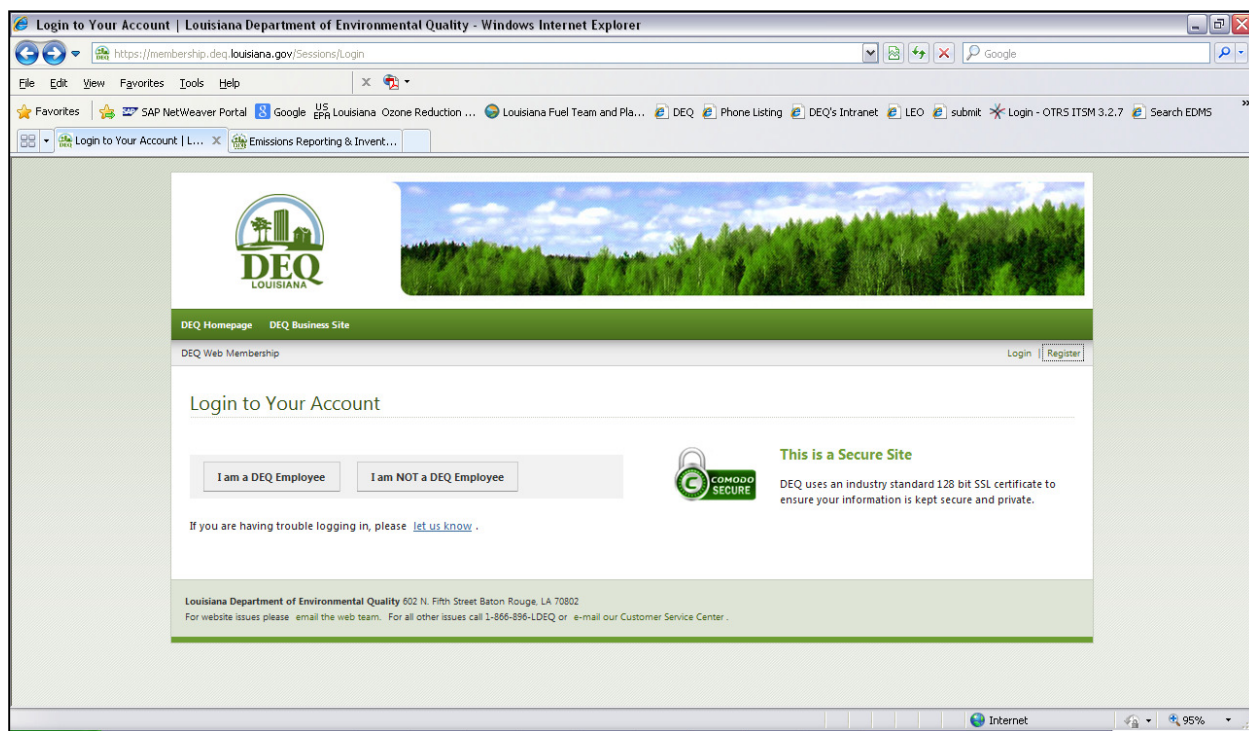 Login to Your Account | Louisiana Department of Environmental Quality - Windows Internet Explorer
https://membership.deq.louisiana.gov/Sessions/Login
Google
File Edit View Favorites Tools Help
Favorites SAP NetWeaver Portal Google US EPA Louisiana Ozone Reduction ... Louisiana Fuel Team and Pla... DEQ Phone Listing DEQ's Intranet LEO submit Login - OTRS ITSM 3.2.7 Search EDMS
Login to Your Account | L... Emissions Reporting & Invent...
DEQ
LOUISIANA
DEQ Homepage DEQ Business Site
DEQ Web Membership Login | Register
Login to Your Account
I am a DEQ Employee I am NOT a DEQ Employee
If you are having trouble logging in, please let us know .
C COMODO SECURE
This is a Secure Site
DEQ uses an industry standard 128 bit SSL certificate to
ensure your information is kept secure and private.
Louisiana Department of Environmental Quality 602 N. Fifth Street Baton Rouge, LA 70802
For website issues please email the web team. For all other issues call 1-866-896-LDEQ or e-mail our Customer Service Center .
Internet 95%